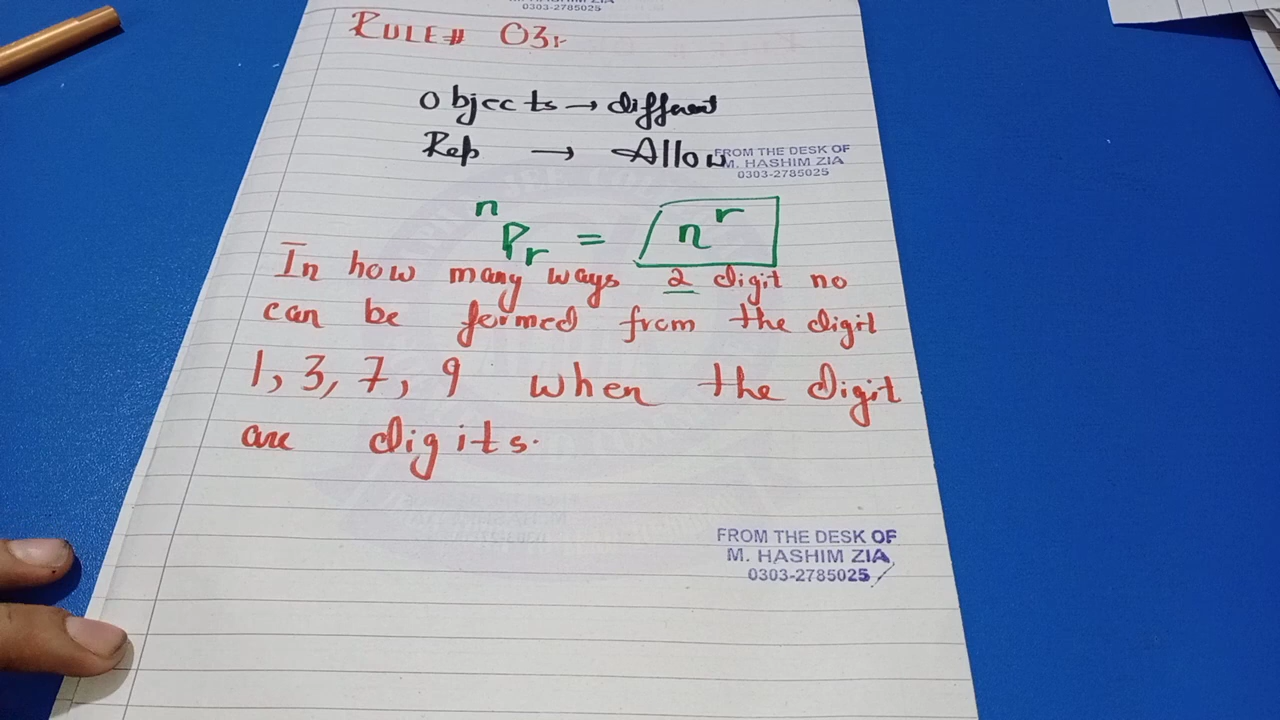 0303-2785025
RULE# 03
Objects → different
Rep → Allow
FROM THE DESK OF
M. HASHIM ZIA
0303-2785025
nPr = n^r
In how many ways 2 digit no
can be formed from the digit
1, 3, 7, 9 when the digit
are digits.
FROM THE DESK OF
M. HASHIM ZIA
0303-2785025